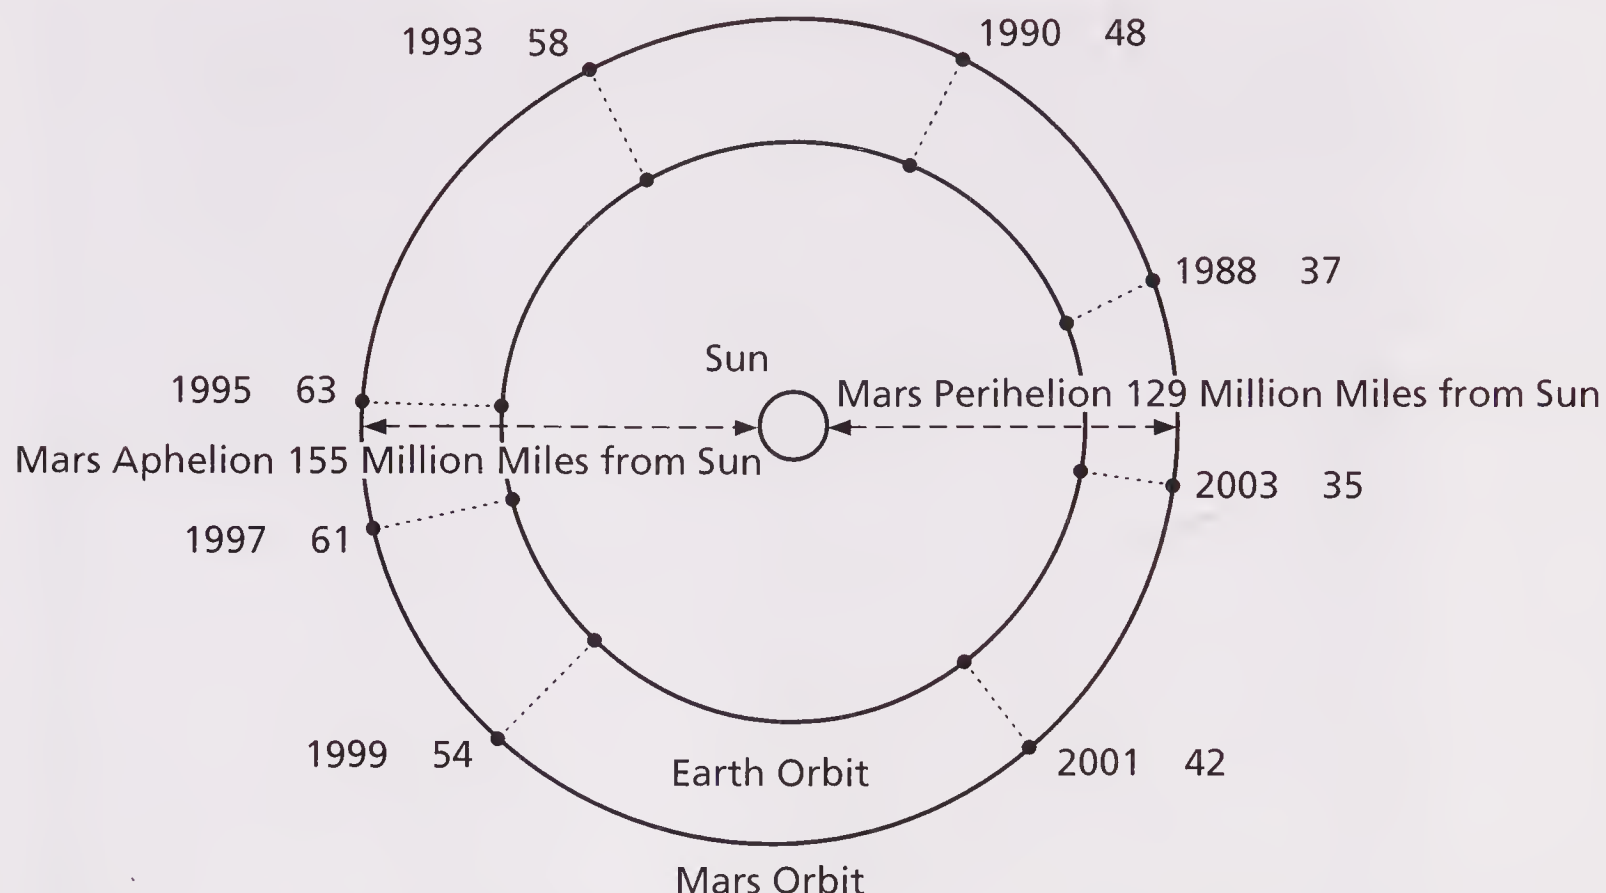 1993 58
1990 48
1988 37
Sun
1995 63
Mars Perihelion 129 Million Miles from Sun
Mars Aphelion 155 Million Miles from Sun
2003 35
1997 61
1999 54
2001 42
Earth Orbit
Mars Orbit